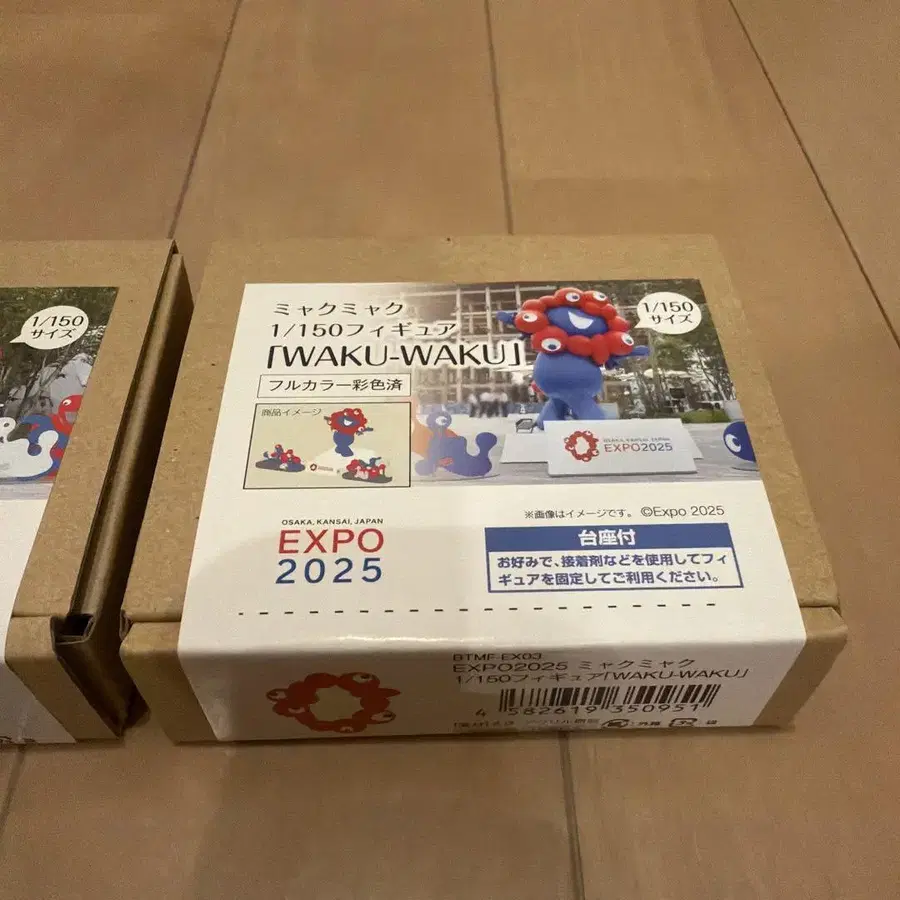 1/150
サイズ
ミャクミャク
1/150フィギュア
「WAKU-WAKU」
フルカラー彩色済
商品イメージ
1/150
サイズ
OSAKA, KANSAI, JAPAN
EXPO2025
※画像はイメージです。 ©Expo 2025
OSAKA, KANSAI, JAPAN
EXPO
2025
台座付
お好みで、接着剤などを使用してフィ
ギュアを固定してご利用ください。
BTMF-EX03
EXPO2025 ミャクミャク
1/150フィギュア「WAKU-WAKU」
4 582619 350951